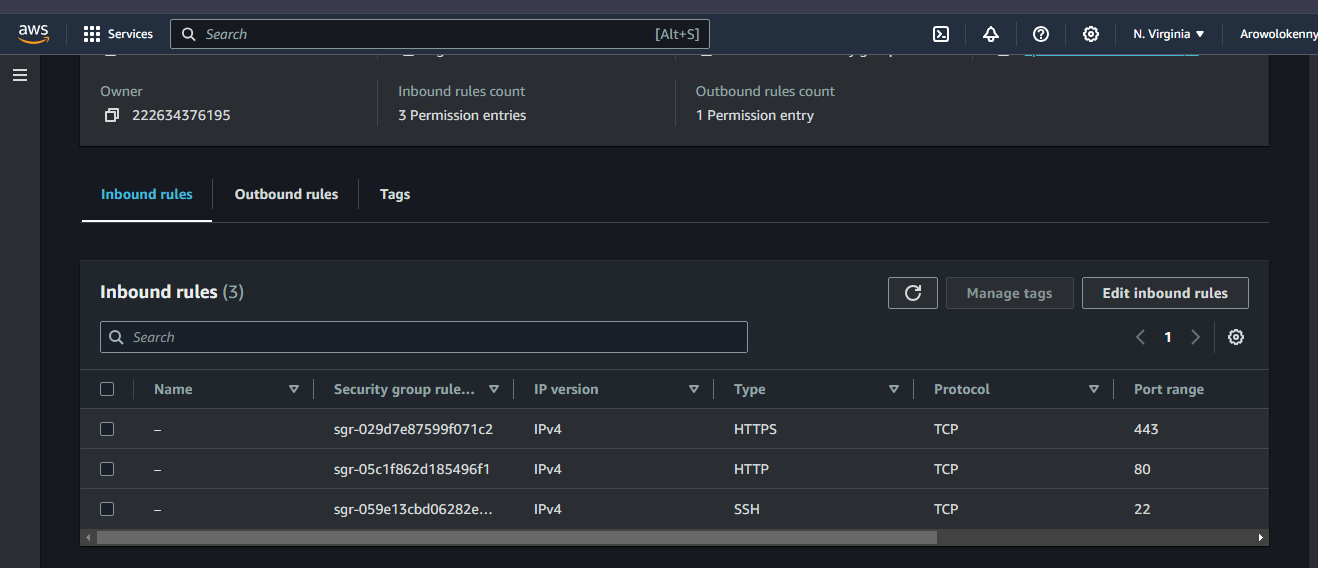 aws Services Search [Alt+S] N. Virginia Arowolokenny
Owner Inbound rules count Outbound rules count
222634376195 3 Permission entries 1 Permission entry
Inbound rules Outbound rules Tags
Inbound rules (3) Manage tags Edit inbound rules
Search 1
Name Security group rule... IP version Type Protocol Port range
– sgr-029d7e87599f071c2 IPv4 HTTPS TCP 443
– sgr-05c1f862d185496f1 IPv4 HTTP TCP 80
– sgr-059e13cbd06282e... IPv4 SSH TCP 22